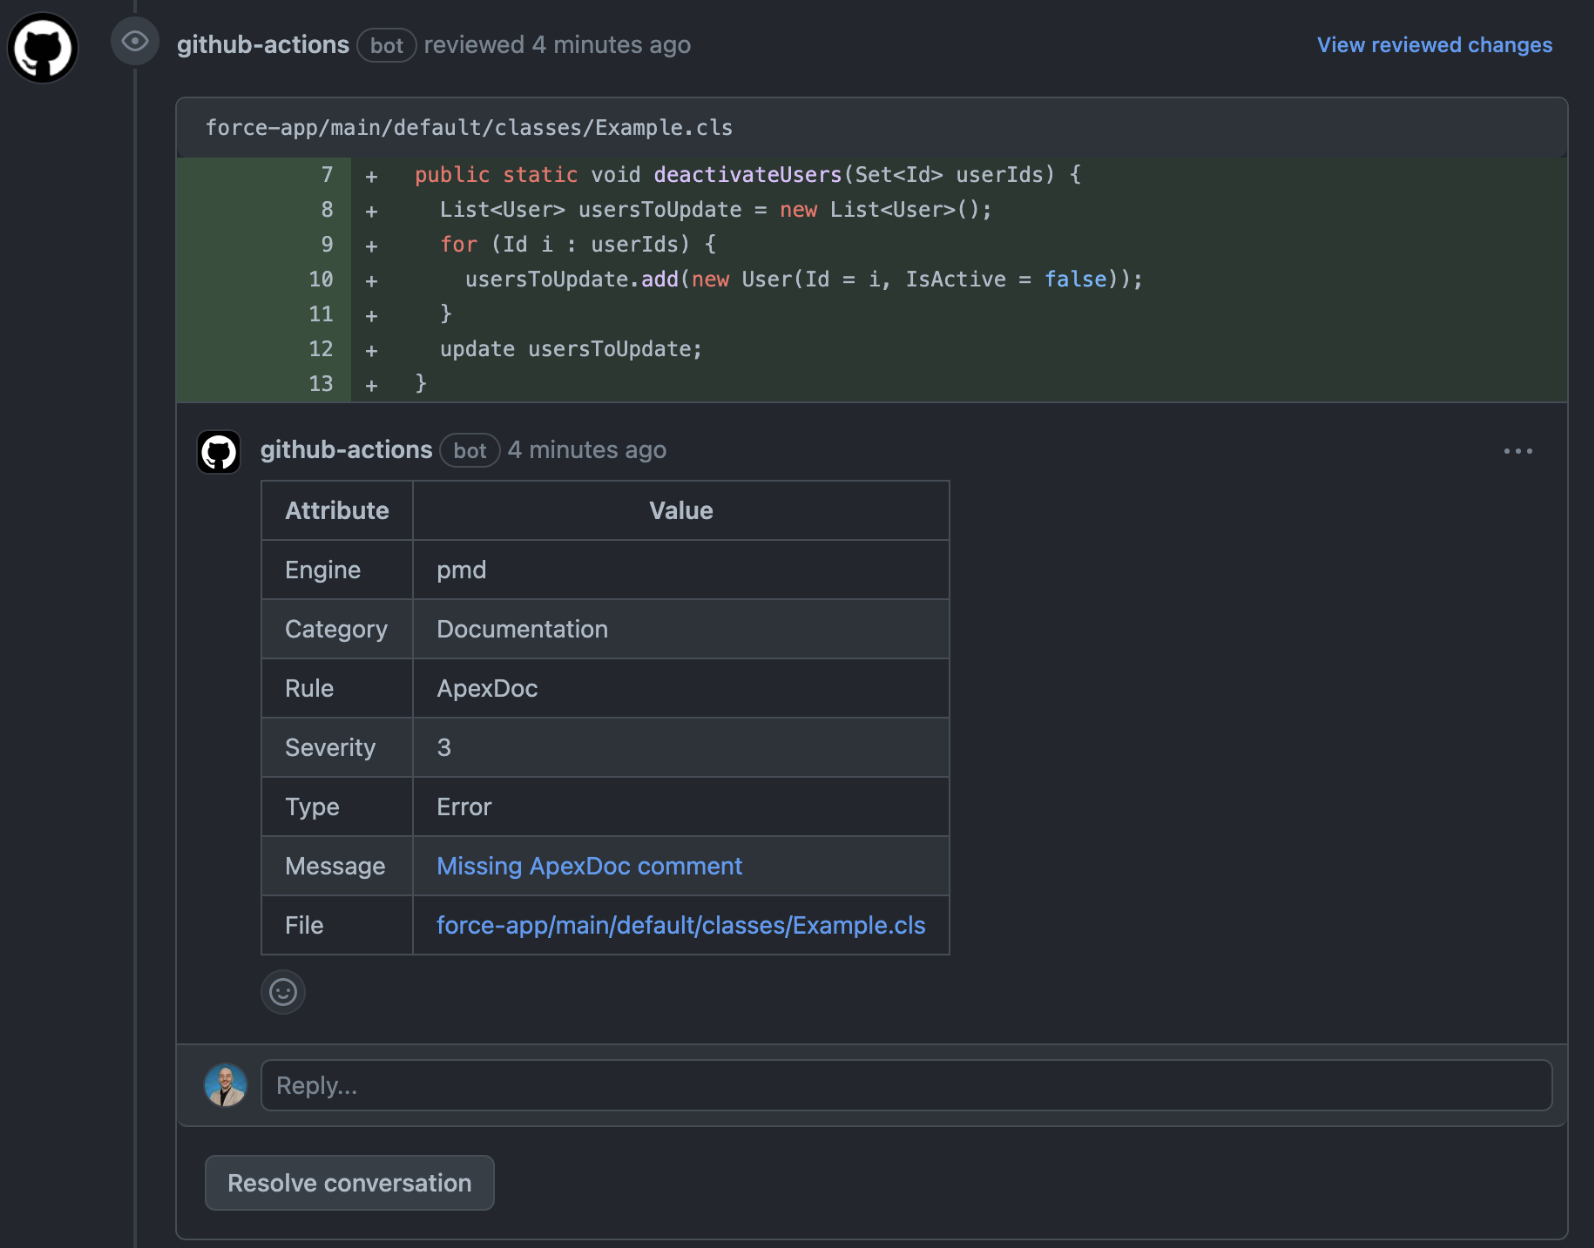 github-actions bot reviewed 4 minutes ago
View reviewed changes
force-app/main/default/classes/Example.cls
7 + public static void deactivateUsers(Set<Id> userIds) {
8 + List<User> usersToUpdate = new List<User>();
9 + for (Id i : userIds) {
10 + usersToUpdate.add(new User(Id = i, IsActive = false));
11 + }
12 + update usersToUpdate;
13 + }
github-actions bot 4 minutes ago
Attribute Value
Engine pmd
Category Documentation
Rule ApexDoc
Severity 3
Type Error
Message Missing ApexDoc comment
File force-app/main/default/classes/Example.cls
Reply...
Resolve conversation